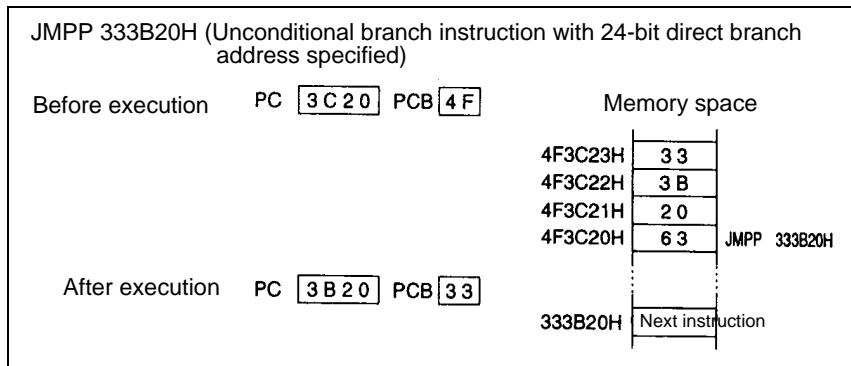 JMPP 333B20H (Unconditional branch instruction with 24-bit direct branch
address specified)
Before execution PC 3C20 PCB 4F Memory space
4F3C23H 33
4F3C22H 3B
4F3C21H 20
4F3C20H 63 JMPP 333B20H
After execution PC 3B20 PCB 33
333B20H Next instruction